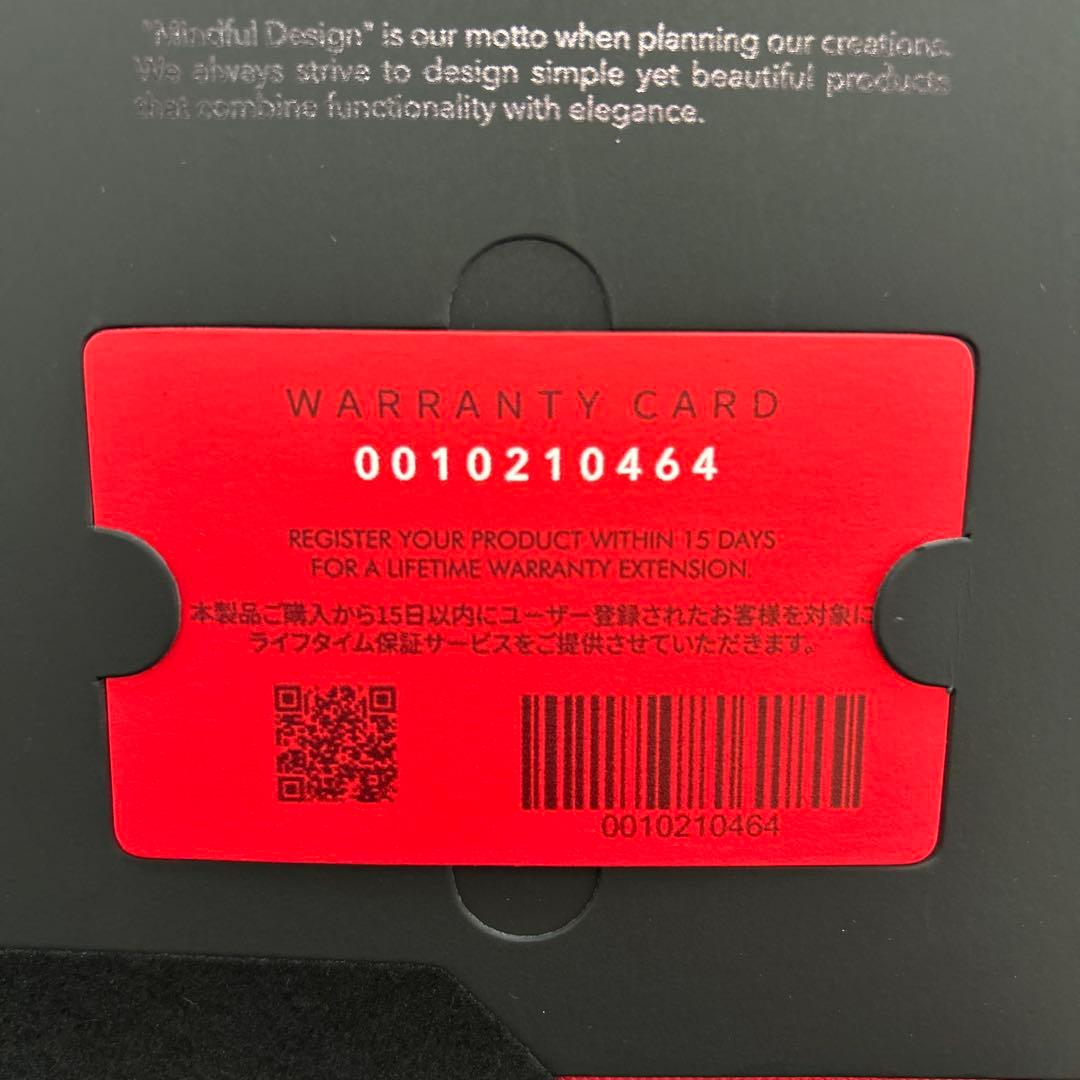 "Mindful Design" is our motto when planning our creations.
We always strive to design simple yet beautiful products
that combine functionality with elegance.
WARRANTY CARD
0010210464
REGISTER YOUR PRODUCT WITHIN 15 DAYS
FOR A LIFETIME WARRANTY EXTENSION.
本製品ご購入から15日以内にユーザー登録されたお客様を対象に
ライフタイム保証サービスをご提供させていただきます。
0010210464